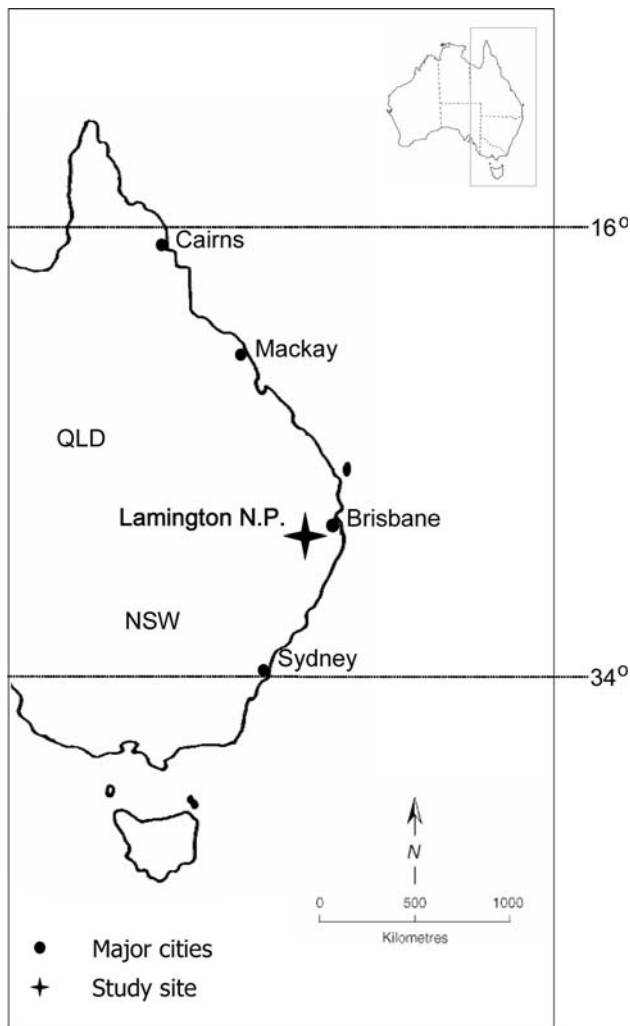 16°
Cairns
Mackay
QLD
Lamington N.P.
Brisbane
NSW
Sydney
34°
N
0 500 1000
Kilometres
Major cities
Study site